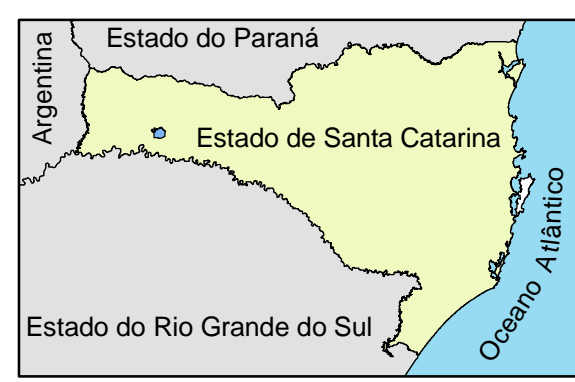 Estado do Paraná
Argentina
Estado de Santa Catarina
Oceano Atlântico
Estado do Rio Grande do Sul